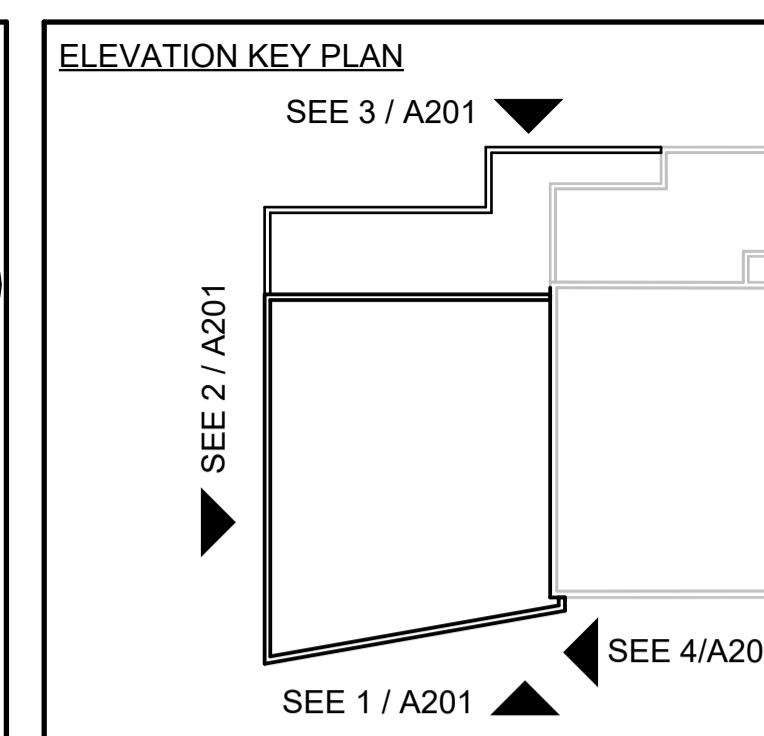 ELEVATION KEY PLAN
SEE 3 / A201
SEE 2 / A201
SEE 4/A20
SEE 1 / A201